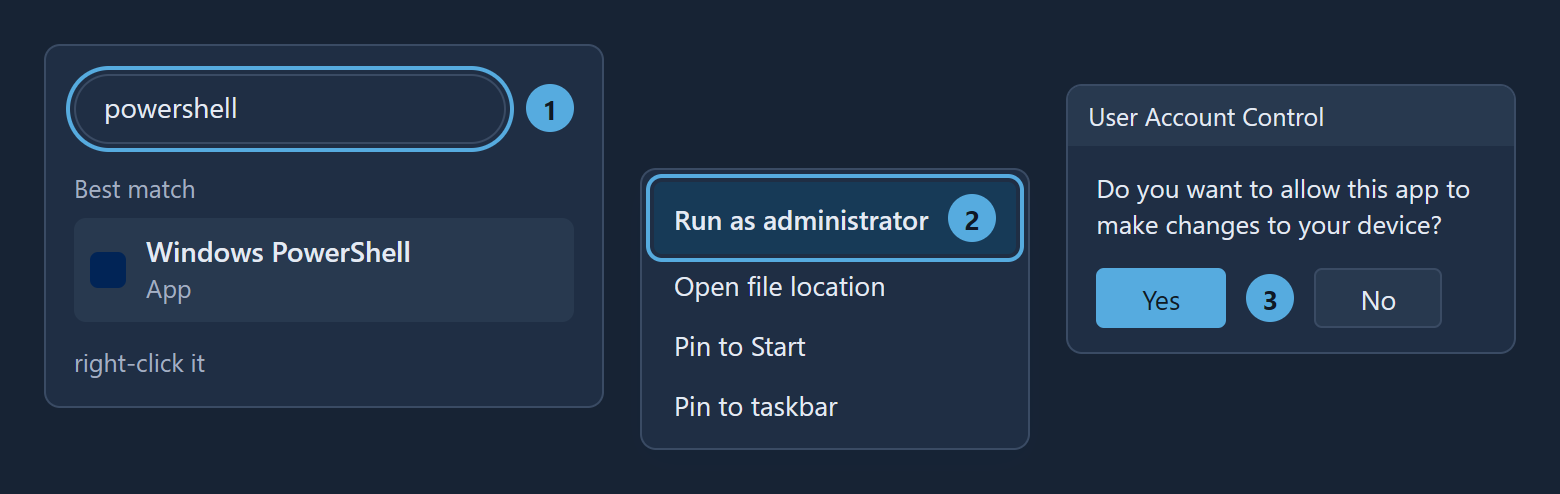 powershell
1
Best match
Windows PowerShell
App
right-click it
Run as administrator
2
Open file location
Pin to Start
Pin to taskbar
User Account Control
Do you want to allow this app to
make changes to your device?
Yes
3
No